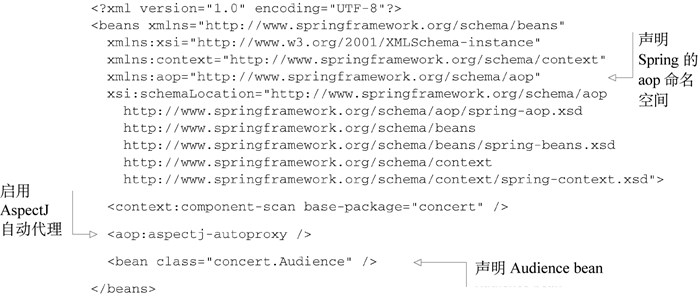 <?xml version="1.0" encoding="UTF-8"?>
<beans xmlns="http://www.springframework.org/schema/beans"
xmlns:xsi="http://www.w3.org/2001/XMLSchema-instance"
xmlns:context="http://www.springframework.org/schema/context"
xmlns:aop="http://www.springframework.org/schema/aop"
xsi:schemaLocation="http://www.springframework.org/schema/aop
http://www.springframework.org/schema/aop/spring-aop.xsd
http://www.springframework.org/schema/beans
http://www.springframework.org/schema/beans/spring-beans.xsd
http://www.springframework.org/schema/context
http://www.springframework.org/schema/context/spring-context.xsd">
声明
Spring 的
aop 命名
空间
<context:component-scan base-package="concert" />
启用
AspectJ
自动代理
<aop:aspectj-autoproxy />
<bean class="concert.Audience" />
声明 Audience bean
</beans>